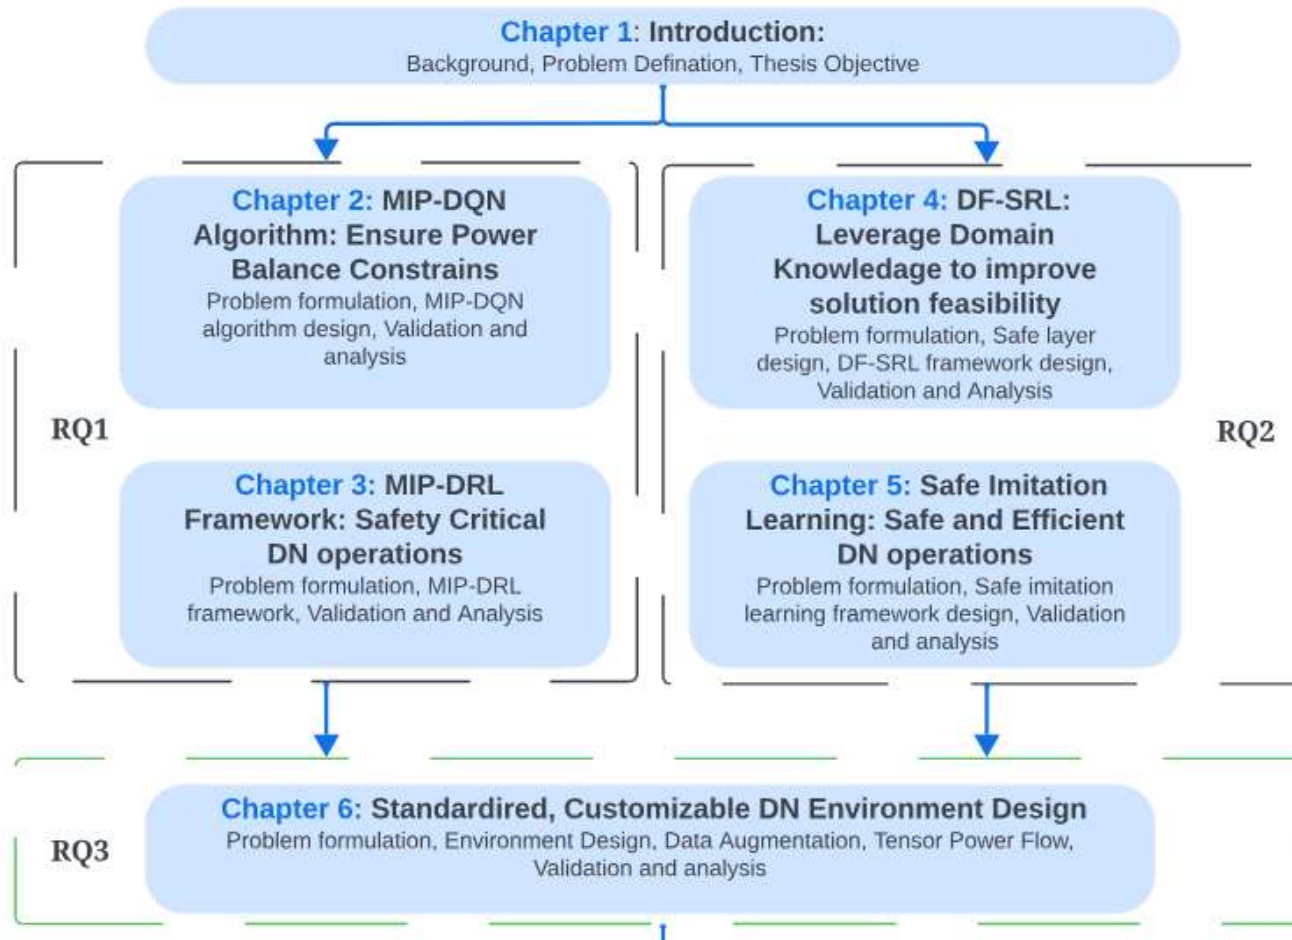 Chapter 1: Introduction:
Background, Problem Defination, Thesis Objective
Chapter 2: MIP-DQN
Algorithm: Ensure Power
Balance Constrains
Problem formulation, MIP-DQN
algorithm design, Validation and
analysis
RQ1
Chapter 3: MIP-DRL
Framework: Safety Critical
DN operations
Problem formulation, MIP-DRL
framework, Validation and Analysis
Chapter 4: DF-SRL:
Leverage Domain
Knowledage to improve
solution feasibility
Problem formulation, Safe layer
design, DF-SRL framework design,
Validation and Analysis
RQ2
Chapter 5: Safe Imitation
Learning: Safe and Efficient
DN operations
Problem formulation, Safe imitation
learning framework design, Validation
and analysis
RQ3
Chapter 6: Standardired, Customizable DN Environment Design
Problem formulation, Environment Design, Data Augmentation, Tensor Power Flow,
Validation and analysis